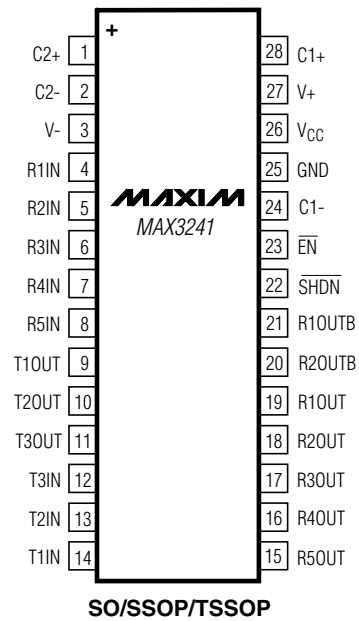 +
C2+ 1 28 C1+
C2- 2 27 V+
V- 3 26 VCC
R1IN 4 25 GND
R2IN 5 24 C1-
MAXIM
MAX3241
R3IN 6 23 EN
R4IN 7 22 SHDN
R5IN 8 21 R1OUTB
T1OUT 9 20 R2OUTB
T2OUT 10 19 R1OUT
T3OUT 11 18 R2OUT
T3IN 12 17 R3OUT
T2IN 13 16 R4OUT
T1IN 14 15 R5OUT
SO/SSOP/TSSOP